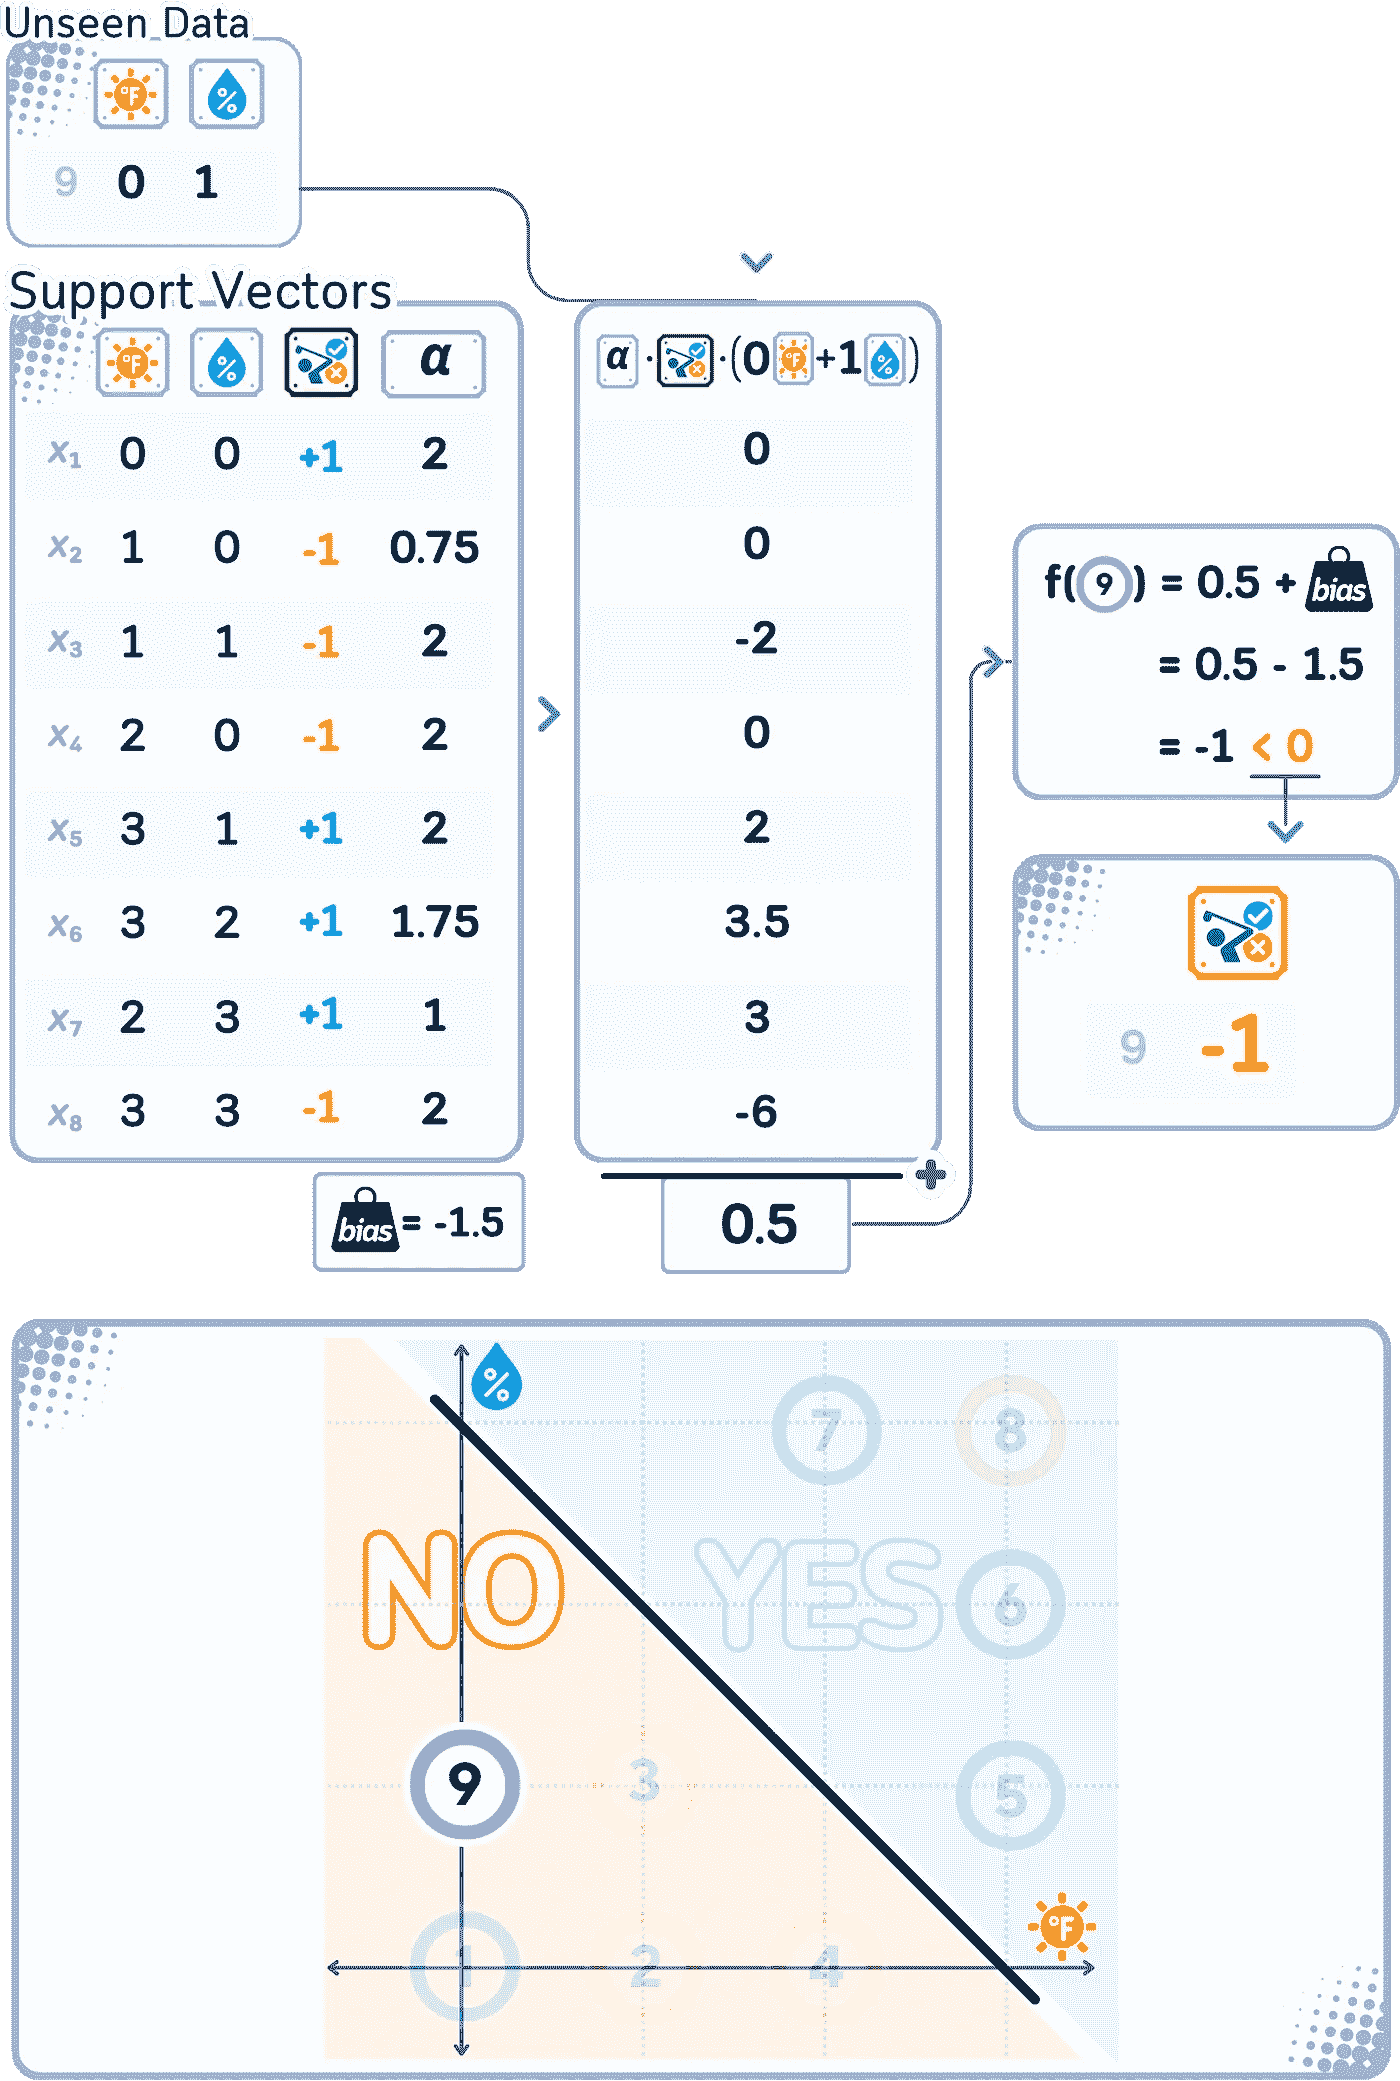 Unseen Data
°F %
9 0 1
Support Vectors
°F % α
α · · (0 °F +1 % )
x1 0 0 +1 2
0
x2 1 0 -1 0.75
0
x3 1 1 -1 2
-2
x4 2 0 -1 2
0
x5 3 1 +1 2
2
x6 3 2 +1 1.75
3.5
x7 2 3 +1 1
3
x8 3 3 -1 2
-6
bias = -1.5
0.5
f(9) = 0.5 + bias
= 0.5 - 1.5
= -1 < 0
9 -1
%
7 8
NO YES 6
9 3 5
°F
1 2 4